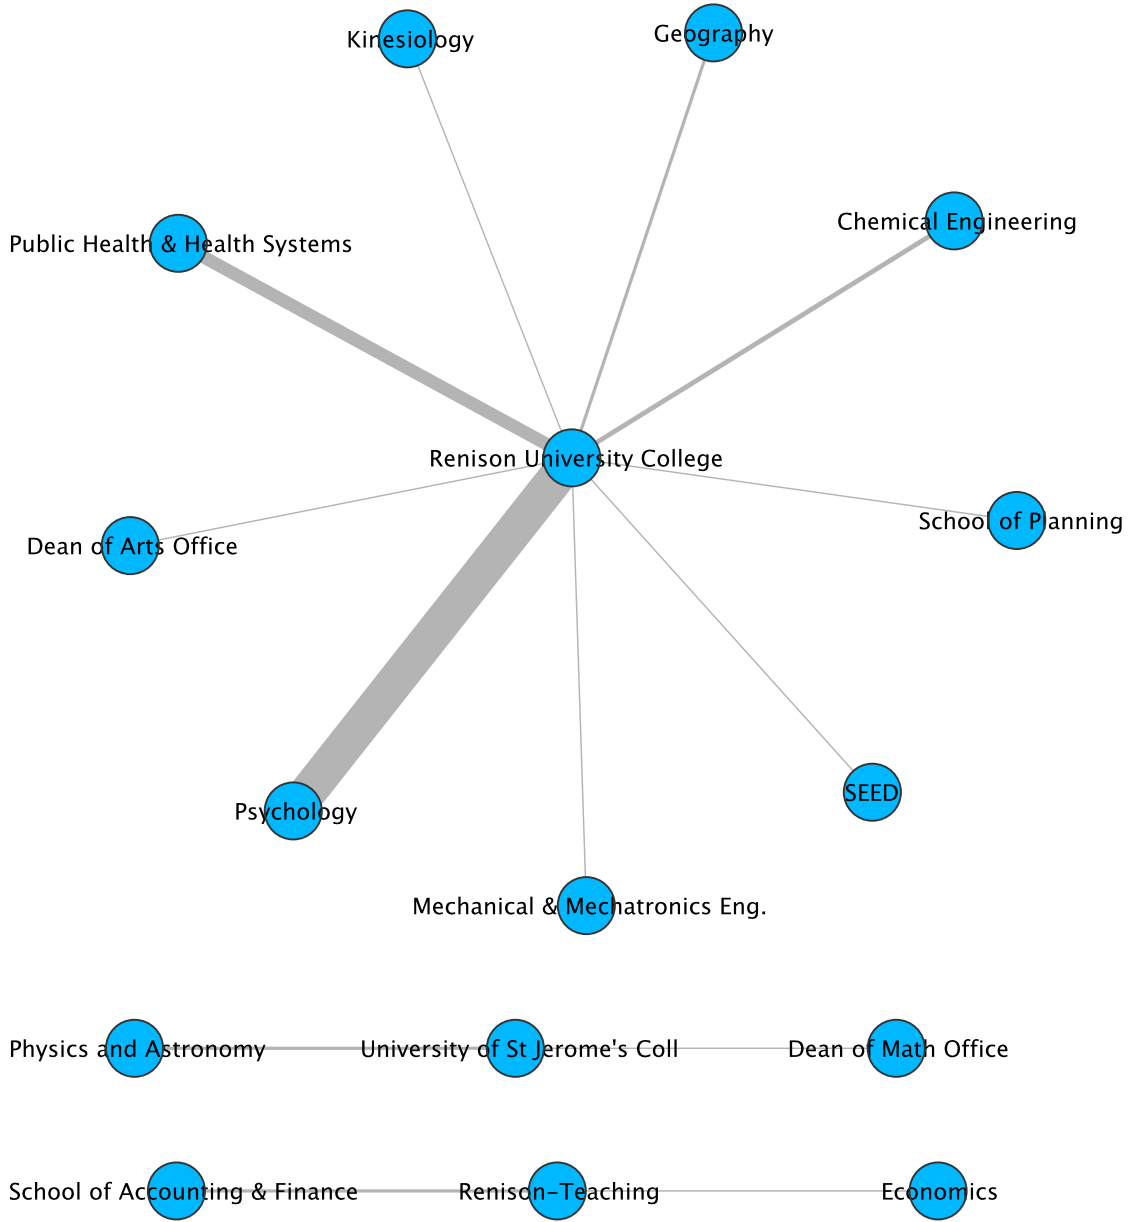 Geography
Kinesiology
Chemical Engineering
Public Health & Health Systems
Renison University College
School of Planning
Dean of Arts Office
SEED
Psychology
Mechanical & Mechatronics Eng.
Physics and Astronomy
University of St Jerome's Coll
Dean of Math Office
School of Accounting & Finance
Renison-Teaching
Economics